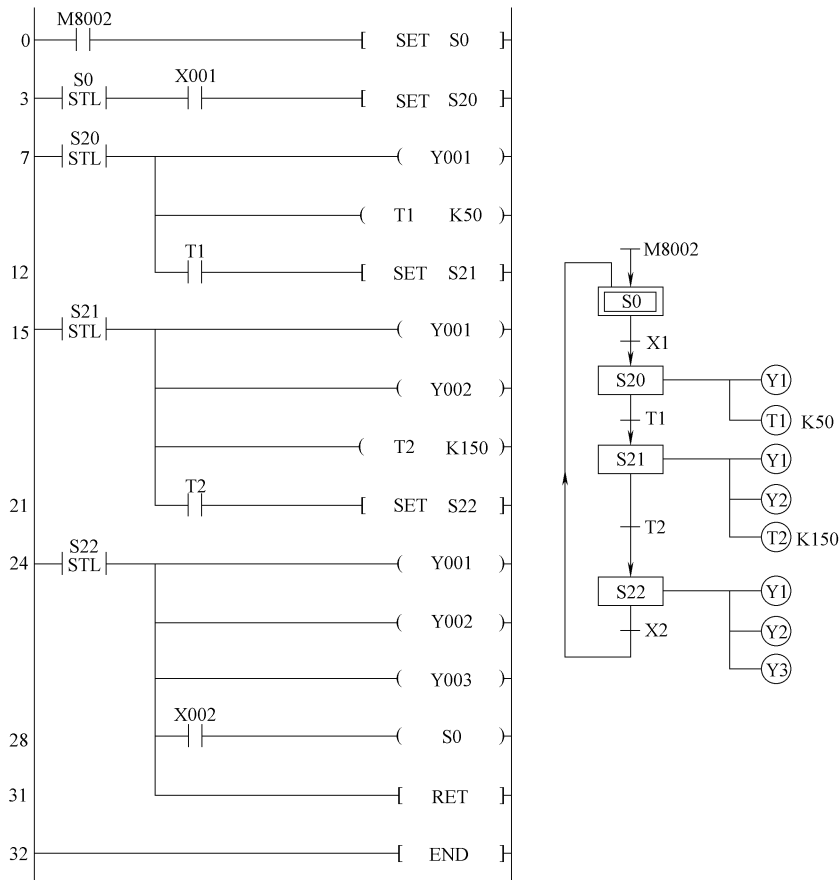 M8002
0 SET S0
S0 X001
3 STL SET S20
S20
7 STL Y001
T1 K50
T1
12 SET S21
S21
15 STL Y001
Y002
T2 K150
T2
21 SET S22
S22
24 STL Y001
Y002
Y003
X002
28 S0
31 RET
32 END
M8002
S0
X1
S20 Y1
T1 T1 K50
S21 Y1
Y2
T2 T2 K150
S22 Y1
X2 Y2
Y3